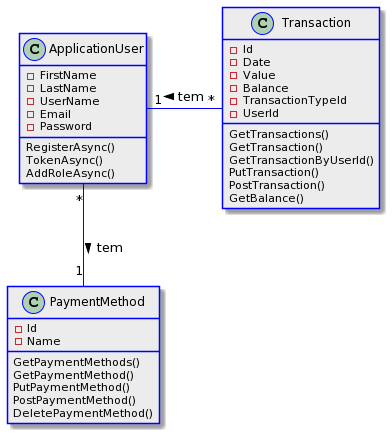 C ApplicationUser
FirstName
LastName
UserName
Email
Password
RegisterAsync()
TokenAsync()
AddRoleAsync()
1 tem *
C Transaction
Id
Date
Value
Balance
TransactionTypeId
UserId
GetTransactions()
GetTransaction()
GetTransactionByUserId()
PutTransaction()
PostTransaction()
GetBalance()
*
tem
1
C PaymentMethod
Id
Name
GetPaymentMethods()
GetPaymentMethod()
PutPaymentMethod()
PostPaymentMethod()
DeletePaymentMethod()